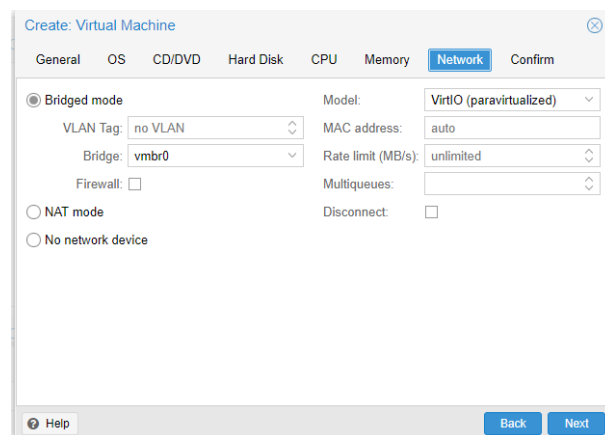 Create: Virtual Machine
General OS CD/DVD Hard Disk CPU Memory Network Confirm
Bridged mode Model: VirtIO (paravirtualized)
VLAN Tag: no VLAN MAC address: auto
Bridge: vmbr0 Rate limit (MB/s): unlimited
Firewall: Multiqueues:
NAT mode Disconnect:
No network device
Help Back Next